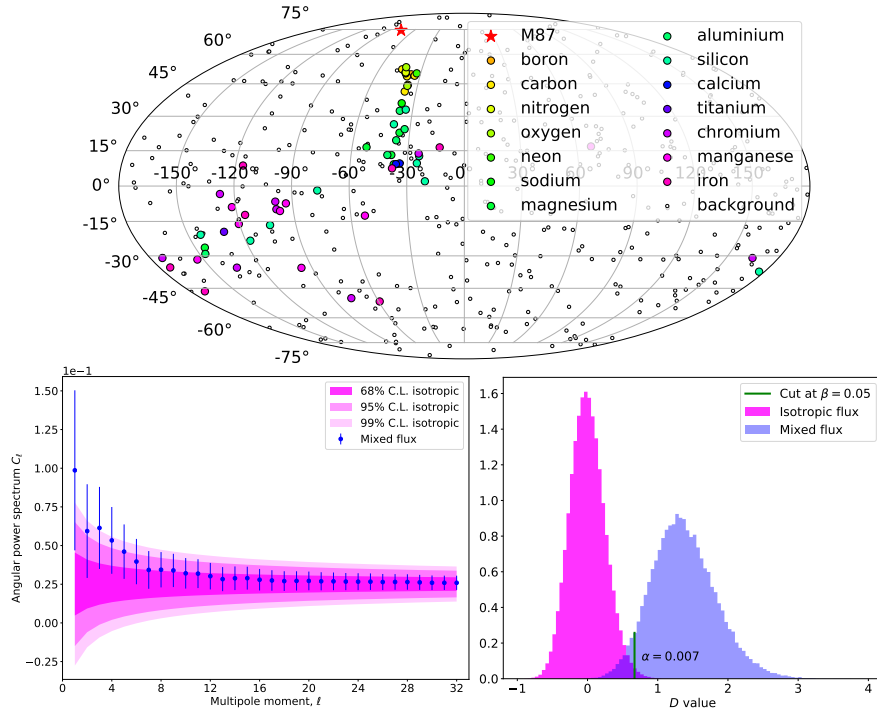 75°
60°
45°
30°
15°
0°
-15°
-30°
-45°
-60°
-75°
-150° -120° -90° -60° -30° 0° 30° 60° 90° 120° 150°
M87
boron
carbon
nitrogen
oxygen
neon
sodium
magnesium
aluminium
silicon
calcium
titanium
chromium
manganese
iron
background
1e−1
1.50
1.25
1.00
0.75
0.50
0.25
0.00
−0.25
Angular power spectrum Cℓ
0 4 8 12 16 20 24 28 32
Multipole moment, ℓ
68% C.L. isotropic
95% C.L. isotropic
99% C.L. isotropic
Mixed flux
1.6
1.4
1.2
1.0
0.8
0.6
0.4
0.2
0.0
−1 0 1 2 3 4
D value
Cut at β = 0.05
Isotropic flux
Mixed flux
α = 0.007